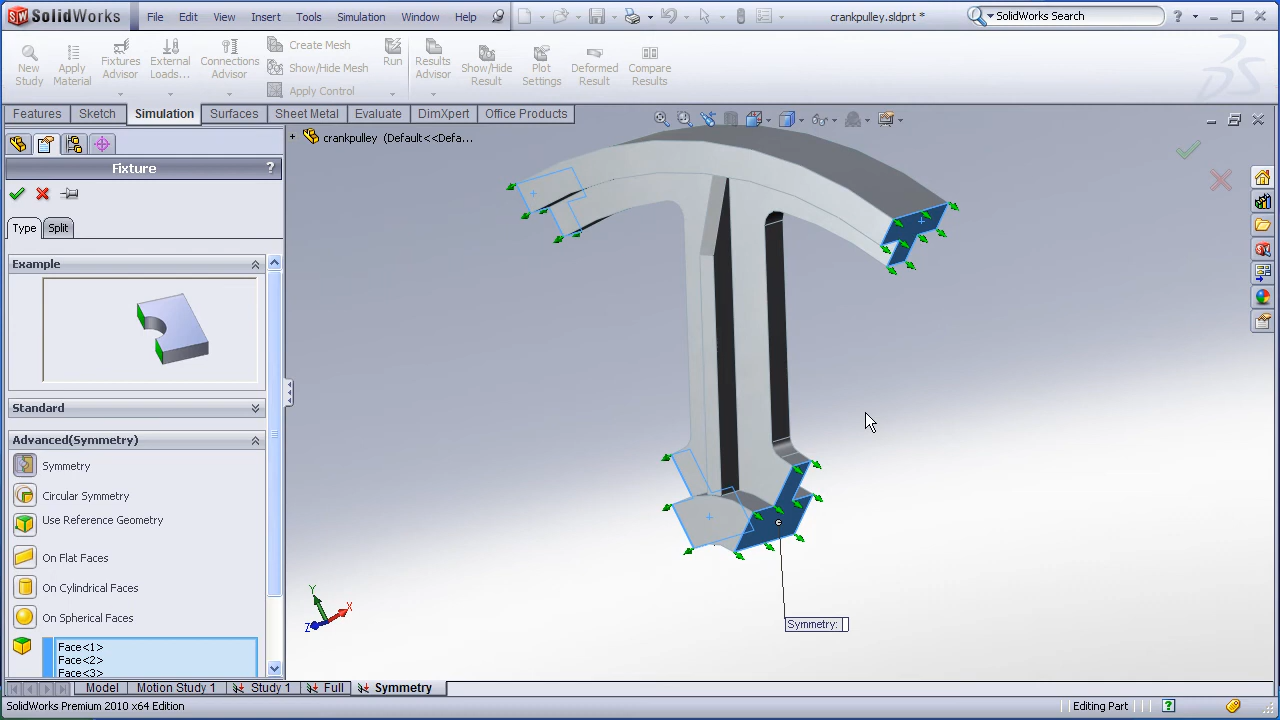 SolidWorks File Edit View Insert Tools Simulation Window Help crankpulley.sldprt * SolidWorks Search ?
New Study
Apply Material
Fixtures Advisor
External Loads...
Connections Advisor
Create Mesh
Show/Hide Mesh
Apply Control
Run
Results Advisor
Show/Hide Result
Plot Settings
Deformed Result
Compare Results
Features Sketch Simulation Surfaces Sheet Metal Evaluate DimXpert Office Products
crankpulley (Default<<Defa...
Fixture ?
Type Split
Example
Standard
Advanced(Symmetry)
Symmetry
Circular Symmetry
Use Reference Geometry
On Flat Faces
On Cylindrical Faces
On Spherical Faces
Face<1>
Face<2>
Face<3>
Y
X
Z
Symmetry:
Model Motion Study 1 Study 1 Full Symmetry
SolidWorks Premium 2010 x64 Edition Editing Part ?